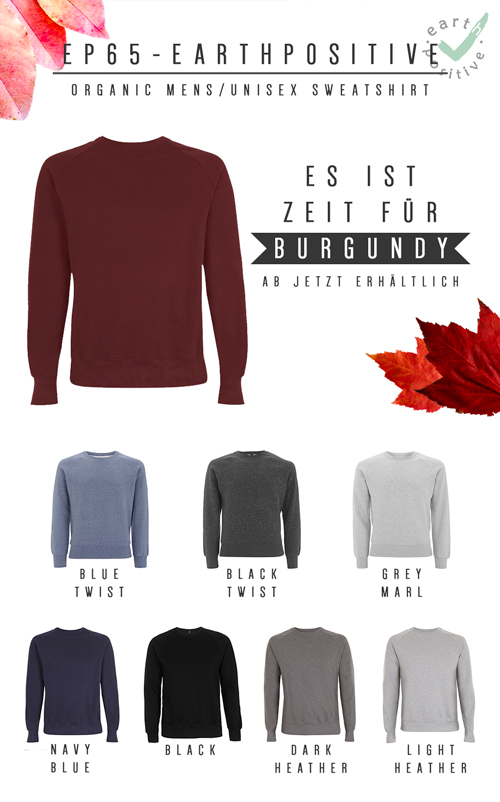 EP65-EARTHPOSITIVE
earth positive.
ORGANIC MENS/UNISEX SWEATSHIRT
ES IST
ZEIT FÜR
BURGUNDY
AB JETZT ERHÄLTLICH
BLUE
TWIST
BLACK
TWIST
GREY
MARL
NAVY
BLUE
BLACK
DARK
HEATHER
LIGHT
HEATHER